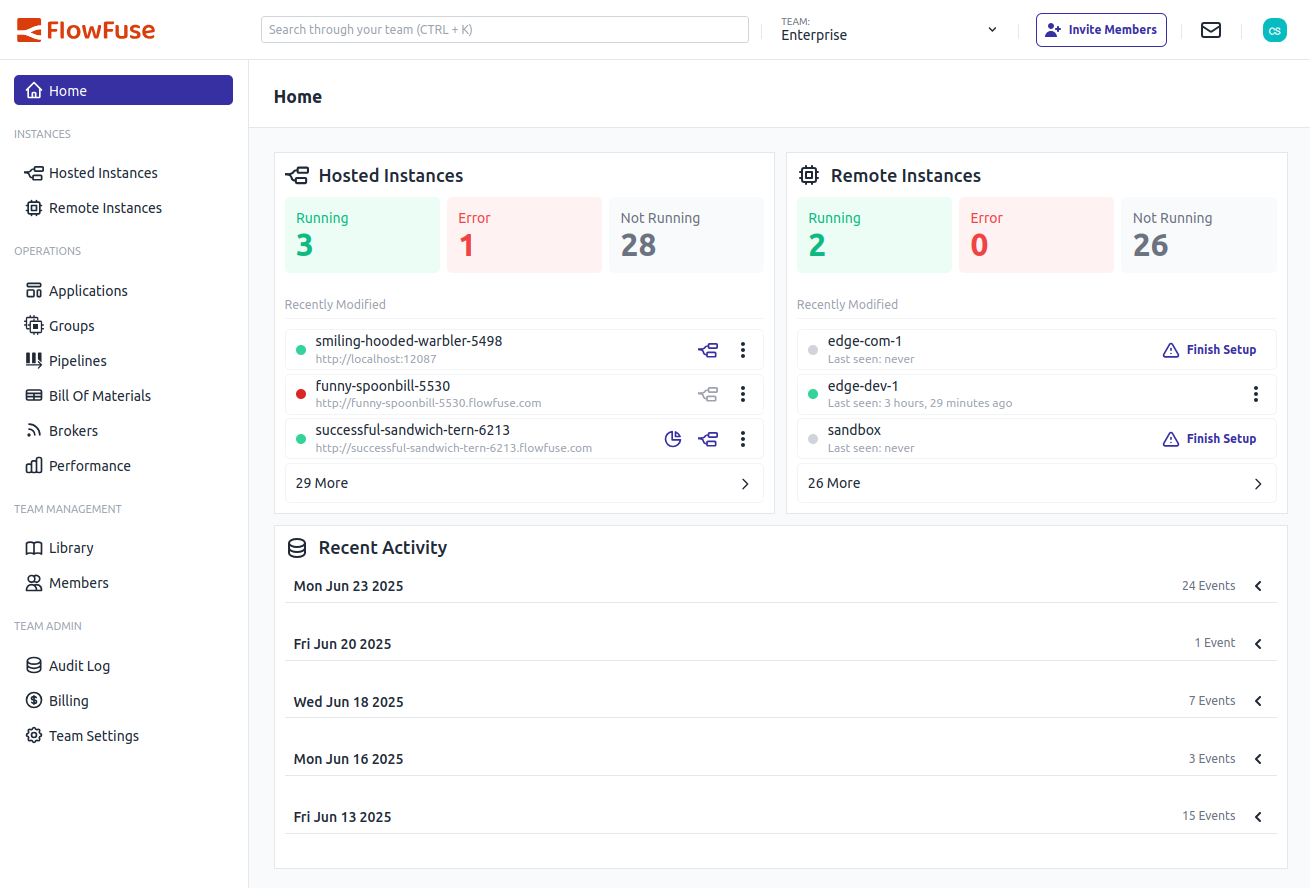 FlowFuse
Search through your team (CTRL + K)
TEAM:
Enterprise
Invite Members
CS
Home
INSTANCES
Hosted Instances
Remote Instances
OPERATIONS
Applications
Groups
Pipelines
Bill Of Materials
Brokers
Performance
TEAM MANAGEMENT
Library
Members
TEAM ADMIN
Audit Log
Billing
Team Settings
Home
Hosted Instances
Running
3
Error
1
Not Running
28
Recently Modified
smiling-hooded-warbler-5498
http://localhost:12087
funny-spoonbill-5530
http://funny-spoonbill-5530.flowfuse.com
successful-sandwich-tern-6213
http://successful-sandwich-tern-6213.flowfuse.com
29 More
Remote Instances
Running
2
Error
0
Not Running
26
Recently Modified
edge-com-1
Last seen: never
Finish Setup
edge-dev-1
Last seen: 3 hours, 29 minutes ago
sandbox
Last seen: never
Finish Setup
26 More
Recent Activity
Mon Jun 23 2025 24 Events
Fri Jun 20 2025 1 Event
Wed Jun 18 2025 7 Events
Mon Jun 16 2025 3 Events
Fri Jun 13 2025 15 Events